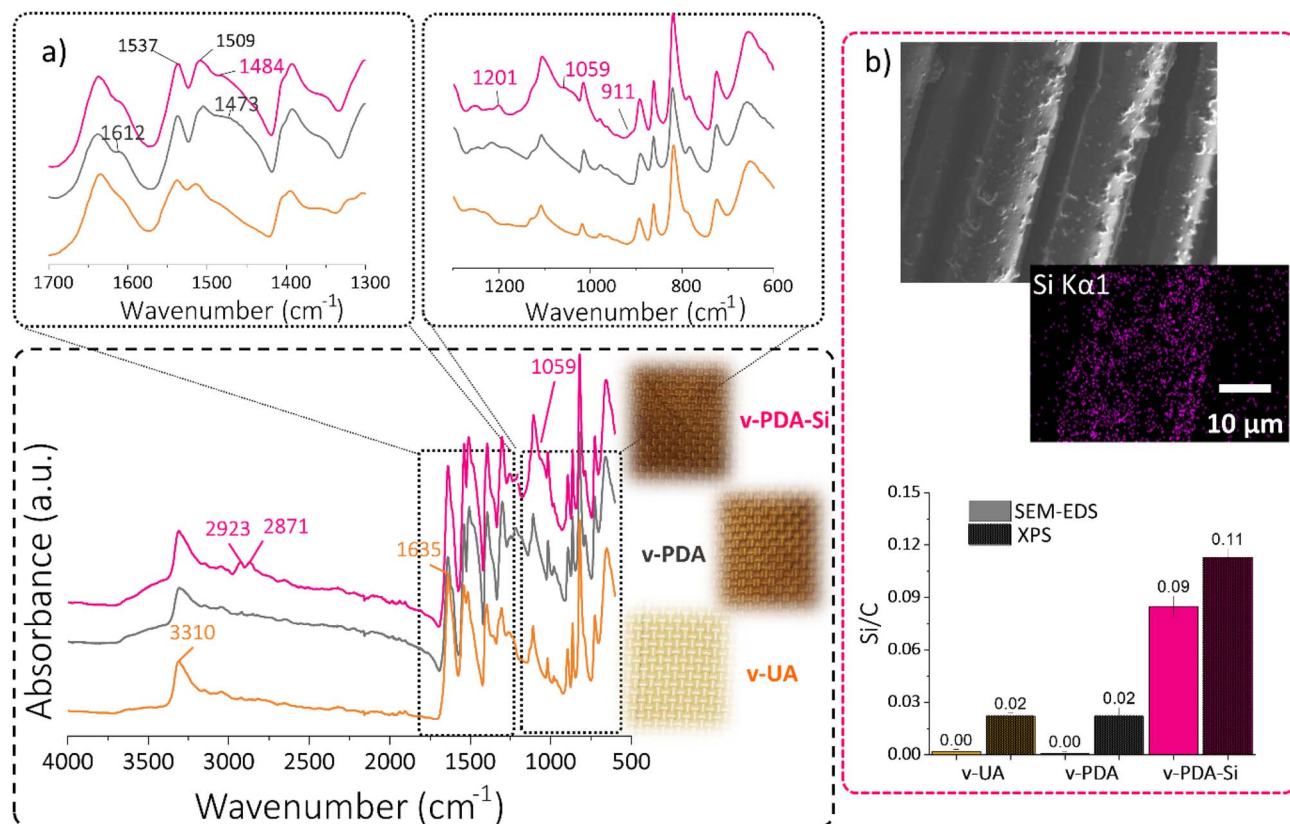 a)
1537
1509
1484
1473
1612
1700 1600 1500 1400 1300
Wavenumber (cm-1)
1201
1059
911
1200 1000 800 600
Wavenumber (cm-1)
1059
v-PDA-Si
2923 2871
1635
v-PDA
3310
v-UA
Absorbance (a.u.)
4000 3500 3000 2500 2000 1500 1000 500
Wavenumber (cm-1)
b)
Si Kα1
10 µm
0.15
0.12
0.09
0.06
0.03
0.00
Si/C
SEM-EDS
XPS
0.00
0.02
0.00
0.02
0.09
0.11
v-UA v-PDA v-PDA-Si